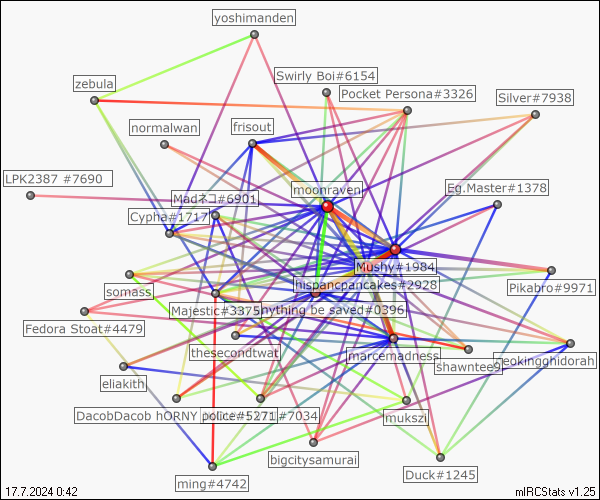 yoshimanden
Swirly Boi#6154
zebula
Pocket Persona#3326
Silver#7938
normalwan
frisout
LPK2387 #7690
moonraven
Eg.Master#1378
Madネコ#6901
Cypha#1717
Mushy#1984
somass
hispancpancakes#2928
Pikabro#9971
Majestic#3375
nything be saved#0396
Fedora Stoat#4479
thesecondtwat
marcemadness
shawntee9
eokingghidorah
eliakith
DacobDacob hORNY
police#5271
#7034
mukszi
bigcitysamurai
ming#4742
Duck#1245
17.7.2024 0:42
mIRCStats v1.25